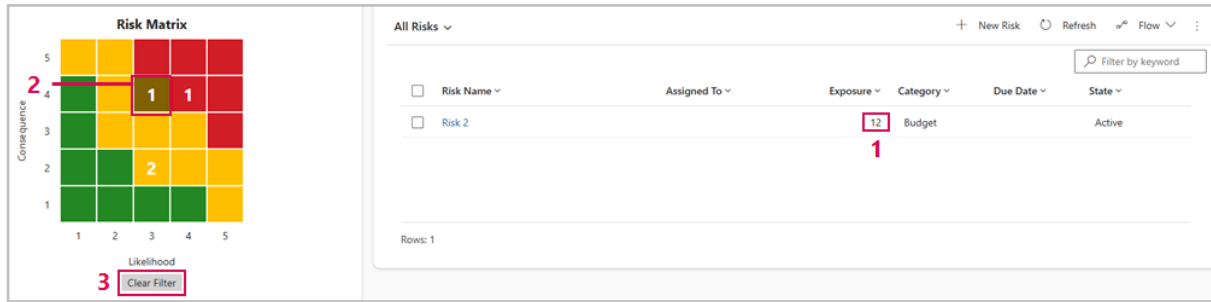 Risk Matrix
5
2
4
1
1
3
2
2
1
Consequence
1
2
3
4
5
Likelihood
3
Clear Filter
All Risks
New Risk
Refresh
Flow
Filter by keyword
Risk Name
Assigned To
Exposure
Category
Due Date
State
Risk 2
12
Budget
Active
1
Rows: 1